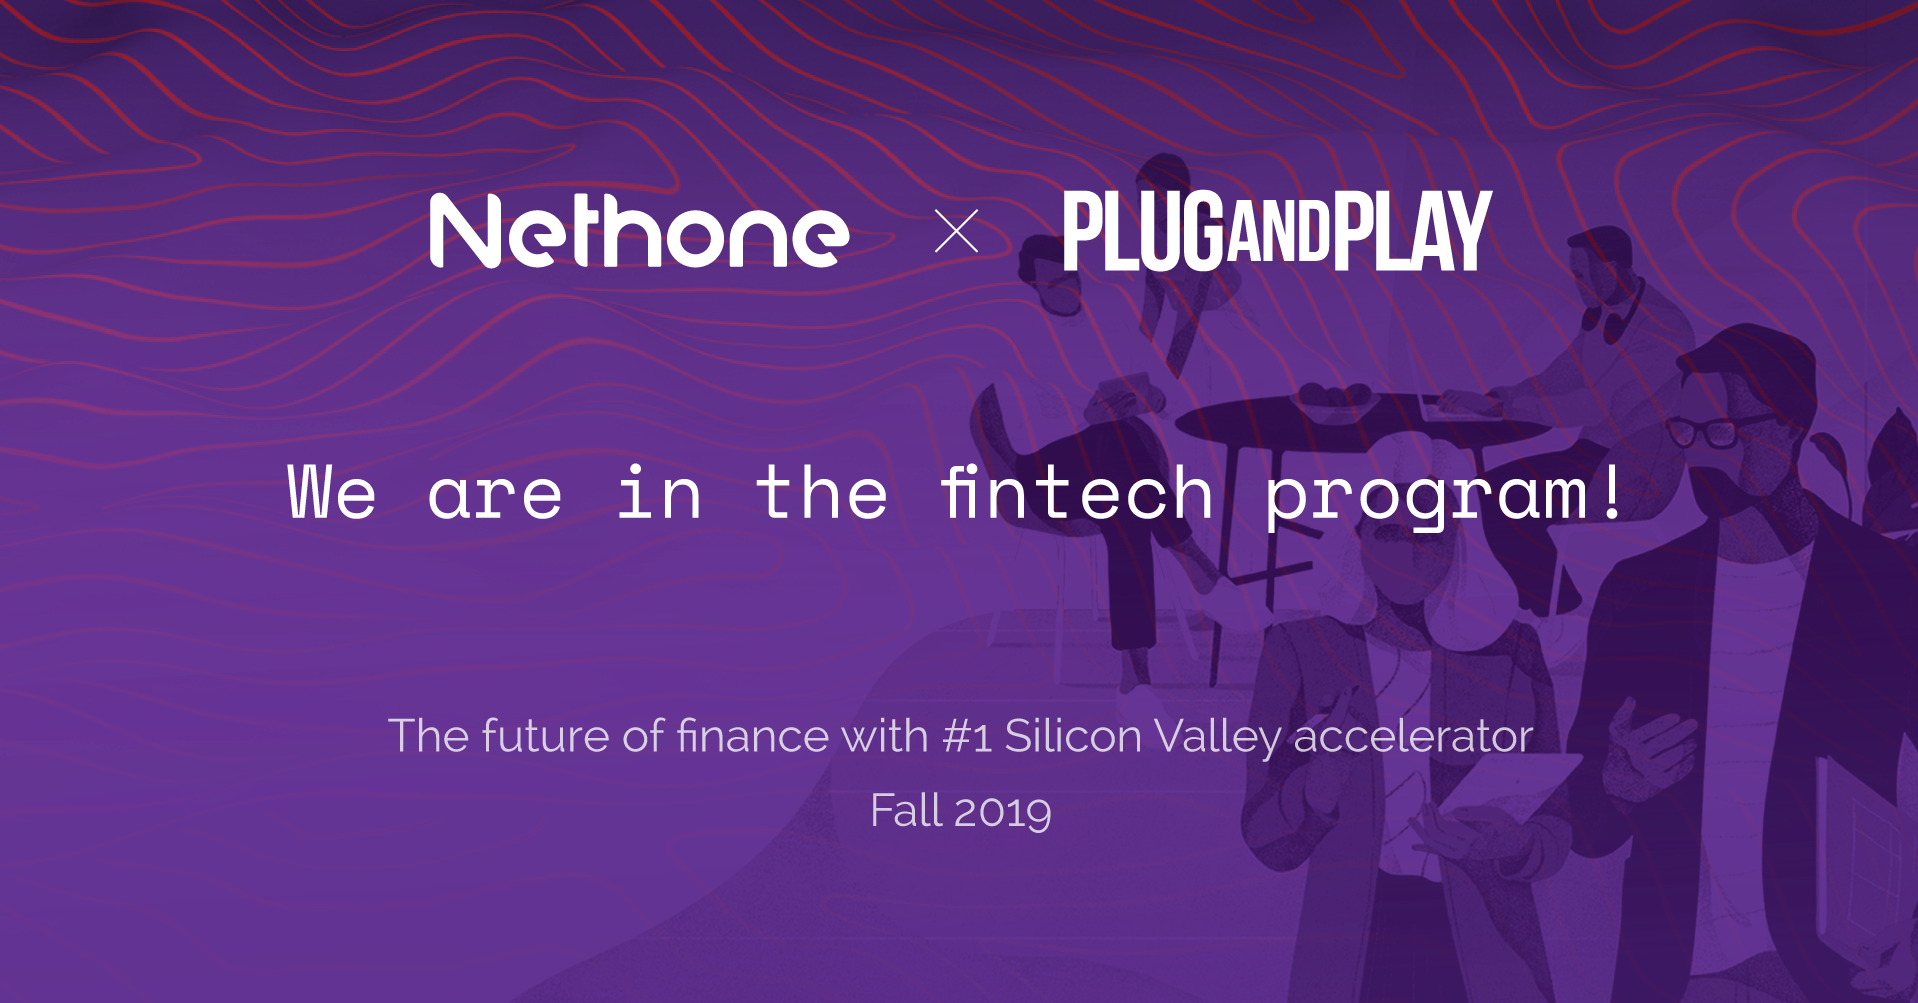 Nethone × PLUGANDPLAY
We are in the fintech program!
The future of finance with #1 Silicon Valley accelerator
Fall 2019